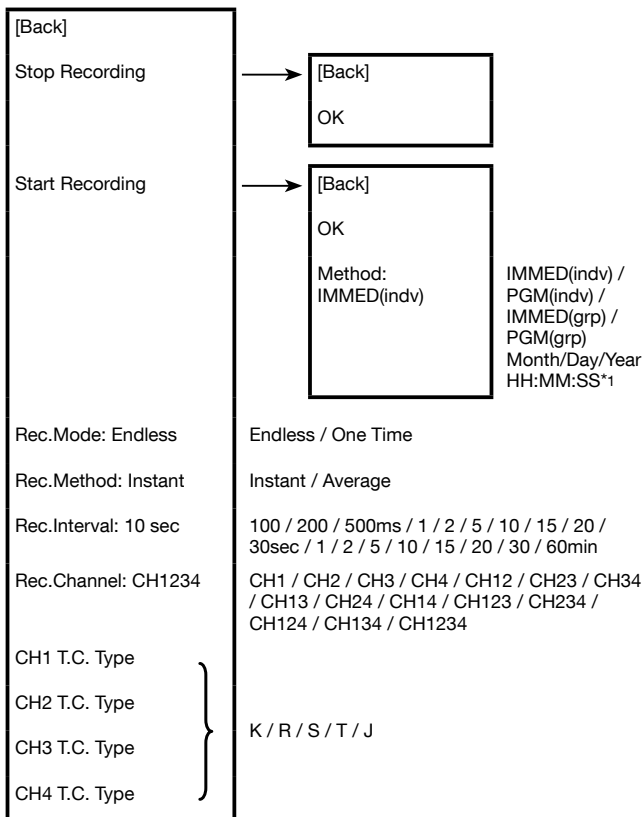 [Back]
Stop Recording
[Back]
OK
Start Recording
[Back]
OK
Method:
IMMED(indv)
IMMED(indv) /
PGM(indv) /
IMMED(grp) /
PGM(grp)
Month/Day/Year
HH:MM:SS*1
Rec.Mode: Endless
Endless / One Time
Rec.Method: Instant
Instant / Average
Rec.Interval: 10 sec
100 / 200 / 500ms / 1 / 2 / 5 / 10 / 15 / 20 /
30sec / 1 / 2 / 5 / 10 / 15 / 20 / 30 / 60min
Rec.Channel: CH1234
CH1 / CH2 / CH3 / CH4 / CH12 / CH23 / CH34
/ CH13 / CH24 / CH14 / CH123 / CH234 /
CH124 / CH134 / CH1234
CH1 T.C. Type
CH2 T.C. Type
CH3 T.C. Type
CH4 T.C. Type
K / R / S / T / J